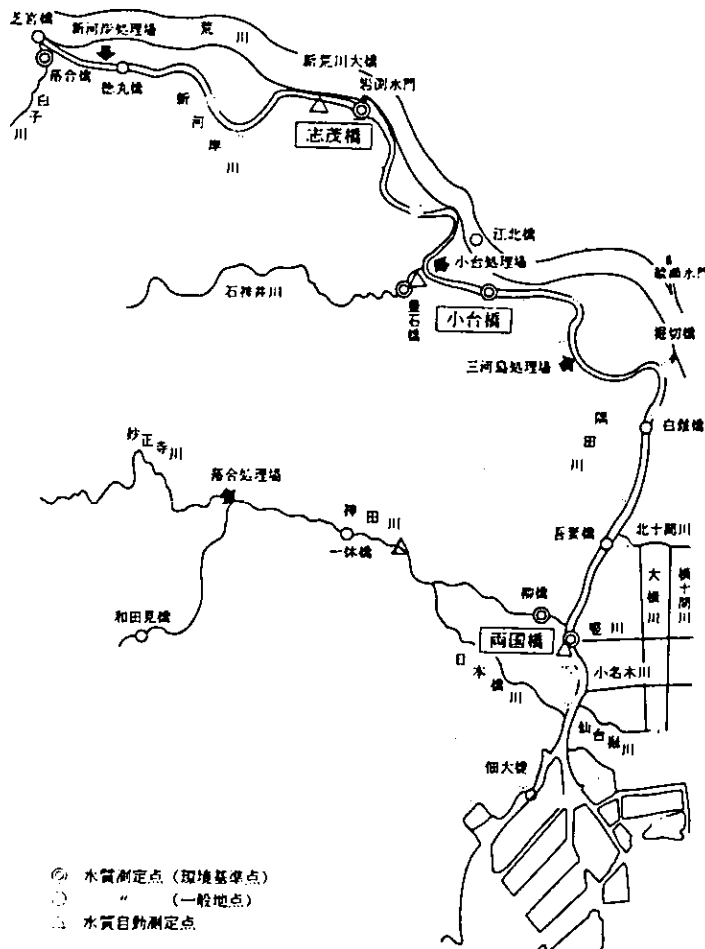 芝宮橋
新河岸処理場
荒川
新荒川大橋
岩淵水門
落合橋
徳丸橋
白子川
新河岸川
志茂橋
江北橋
小台処理場
石神井川
豊石橋
小台橋
堀切橋
三河島処理場
隅田川
白鬚橋
妙正寺川
落合処理場
神田川
一休橋
吾妻橋
北十間川
大横川
横十間川
柳橋
和田見橋
両国橋
竪川
日本橋川
小名木川
仙台堀川
佃大橋
◎ 水質測定点（環境基準点）
○ 〃 （一般地点）
△ 水質自動測定点